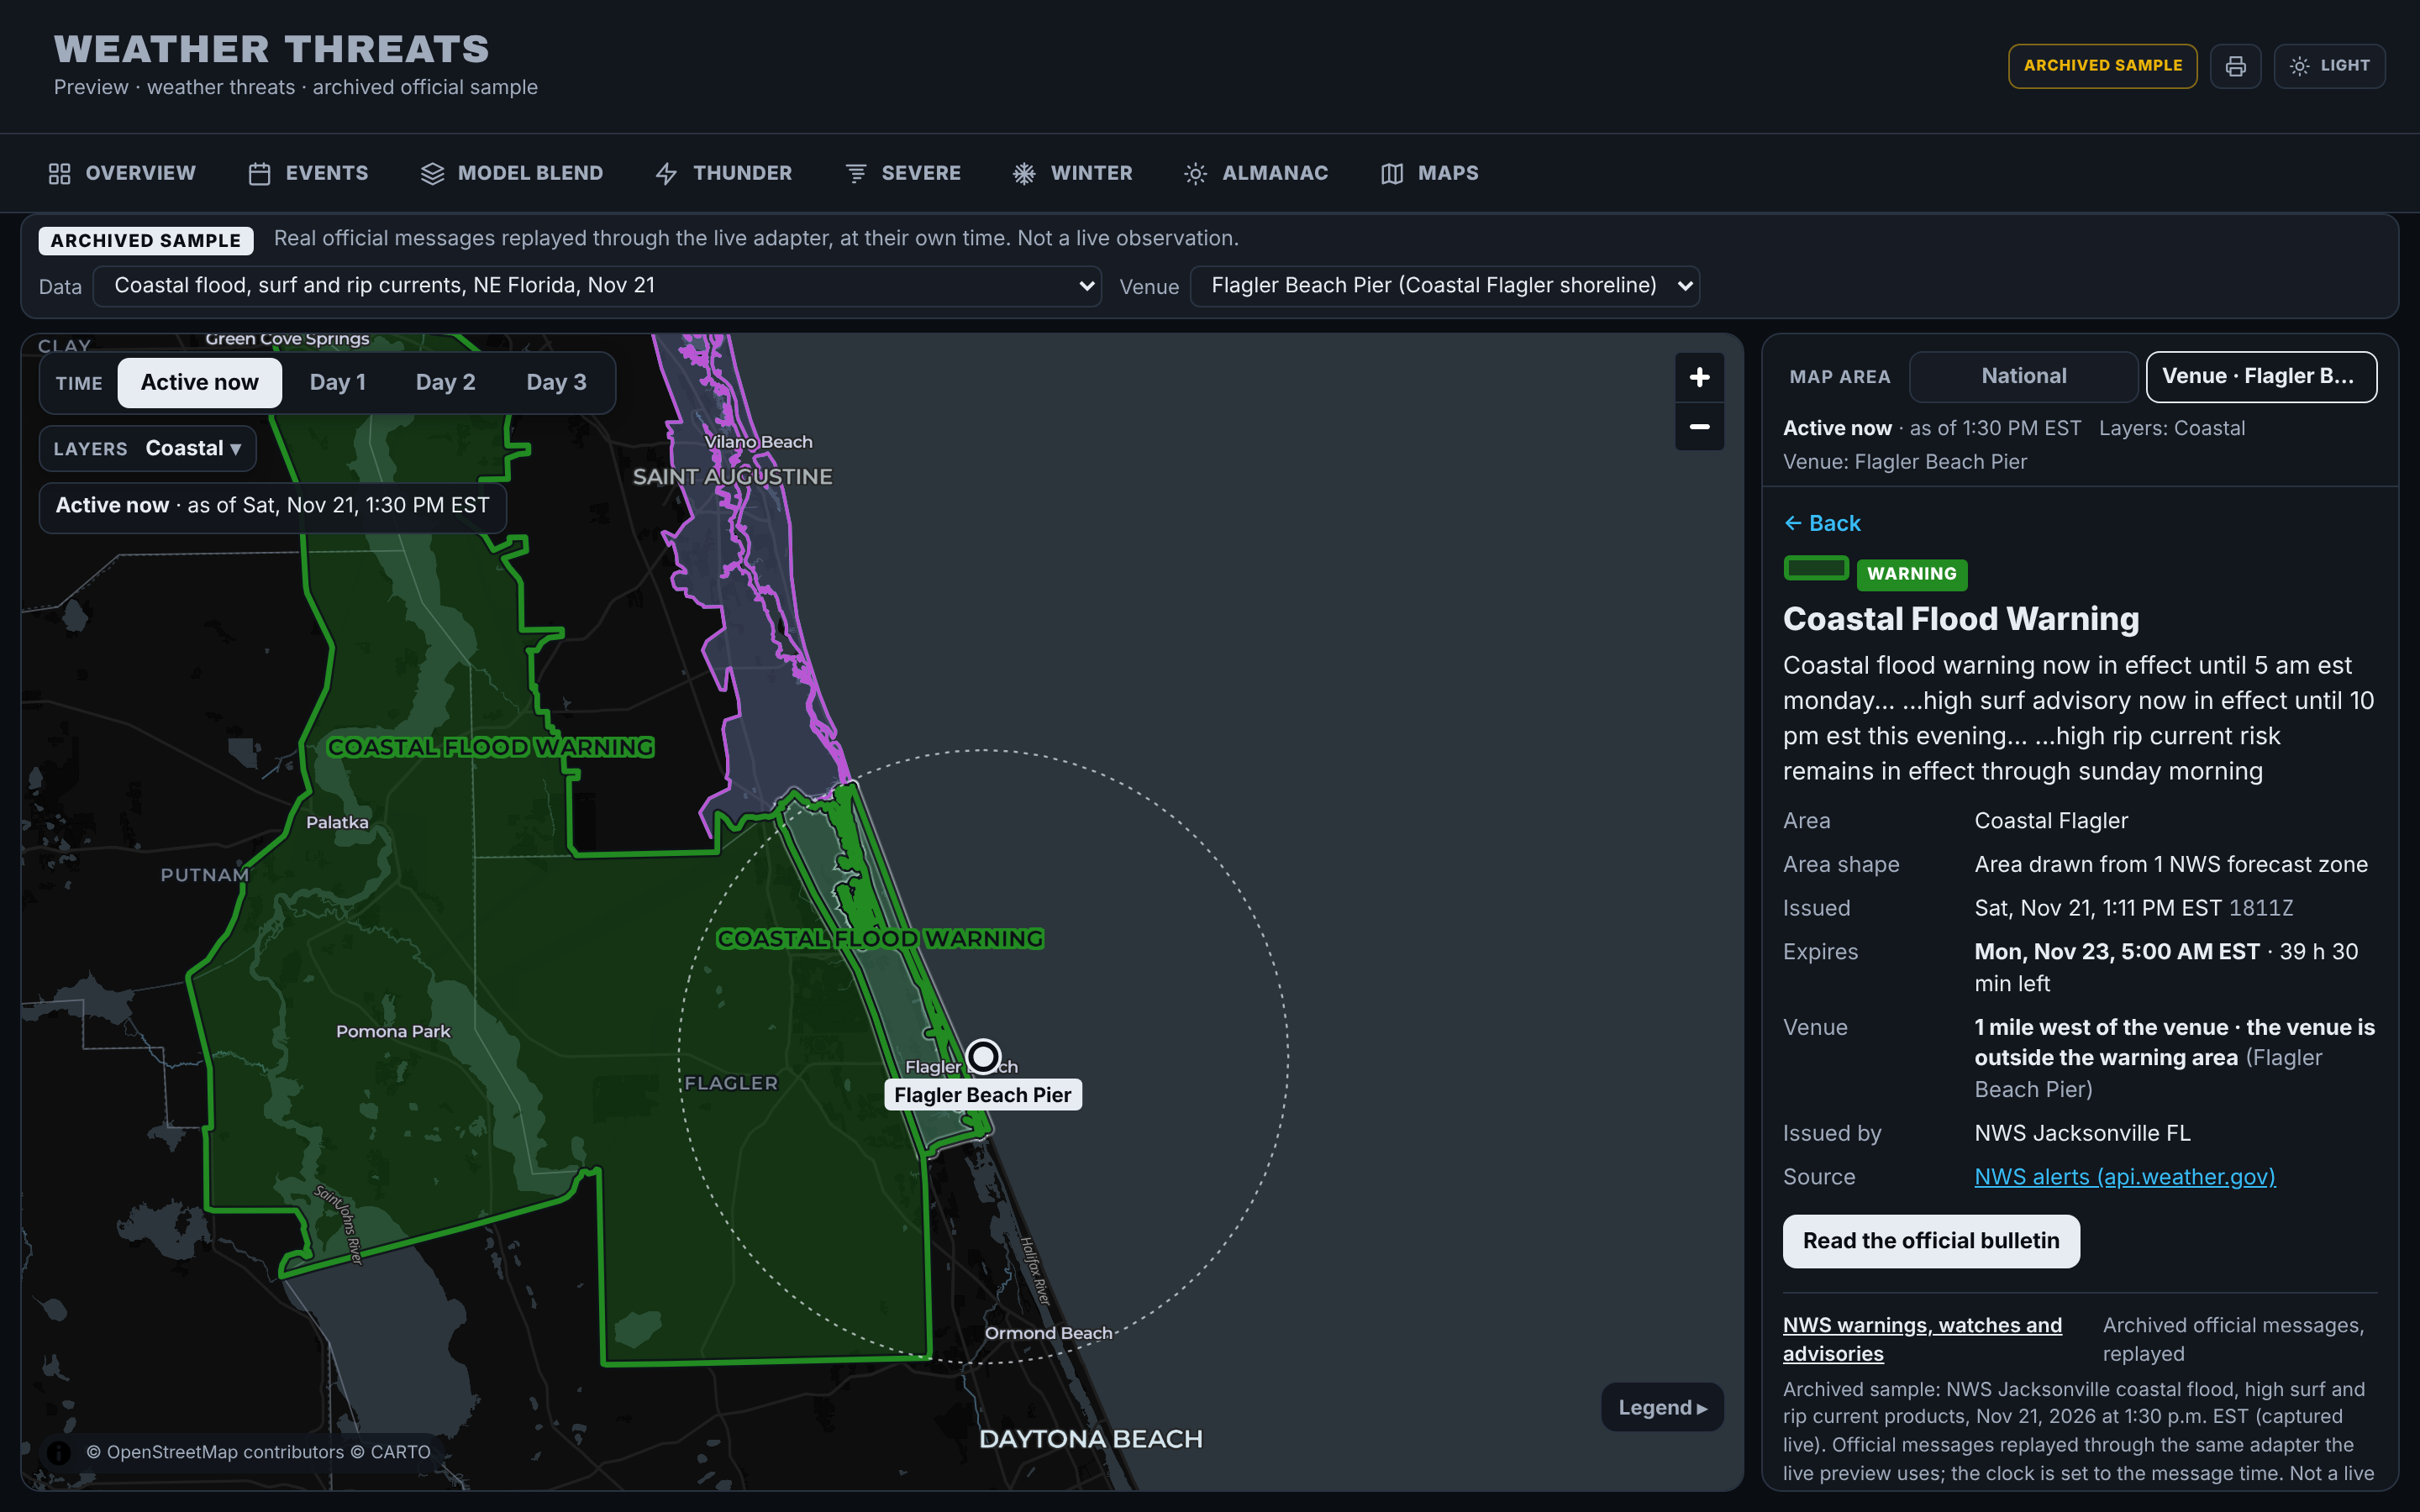 WEATHER THREATS
Preview · weather threats · archived official sample
ARCHIVED SAMPLE
LIGHT
OVERVIEW
EVENTS
MODEL BLEND
THUNDER
SEVERE
WINTER
ALMANAC
MAPS
ARCHIVED SAMPLE Real official messages replayed through the live adapter, at their own time. Not a live observation.
Data Coastal flood, surf and rip currents, NE Florida, Nov 21 Venue Flagler Beach Pier (Coastal Flagler shoreline)
CLAY
Green Cove Springs
TIME Active now Day 1 Day 2 Day 3
LAYERS Coastal ▾
Active now · as of Sat, Nov 21, 1:30 PM EST
Vilano Beach
SAINT AUGUSTINE
COASTAL FLOOD WARNING
Palatka
PUTNAM
COASTAL FLOOD WARNING
Pomona Park
FLAGLER
Flagler Beach Pier
Saint Johns River
Halifax River
Ormond Beach
DAYTONA BEACH
+
−
Legend ▸
© OpenStreetMap contributors © CARTO
MAP AREA National Venue · Flagler B...
Active now · as of 1:30 PM EST Layers: Coastal
Venue: Flagler Beach Pier
← Back
WARNING
Coastal Flood Warning
Coastal flood warning now in effect until 5 am est
monday... ...high surf advisory now in effect until 10
pm est this evening... ...high rip current risk
remains in effect through sunday morning
Area Coastal Flagler
Area shape Area drawn from 1 NWS forecast zone
Issued Sat, Nov 21, 1:11 PM EST 1811Z
Expires Mon, Nov 23, 5:00 AM EST · 39 h 30
min left
Venue 1 mile west of the venue · the venue is
outside the warning area (Flagler
Beach Pier)
Issued by NWS Jacksonville FL
Source NWS alerts (api.weather.gov)
Read the official bulletin
NWS warnings, watches and
advisories
Archived official messages,
replayed
Archived sample: NWS Jacksonville coastal flood, high surf and
rip current products, Nov 21, 2026 at 1:30 p.m. EST (captured
live). Official messages replayed through the same adapter the
live preview uses; the clock is set to the message time. Not a live